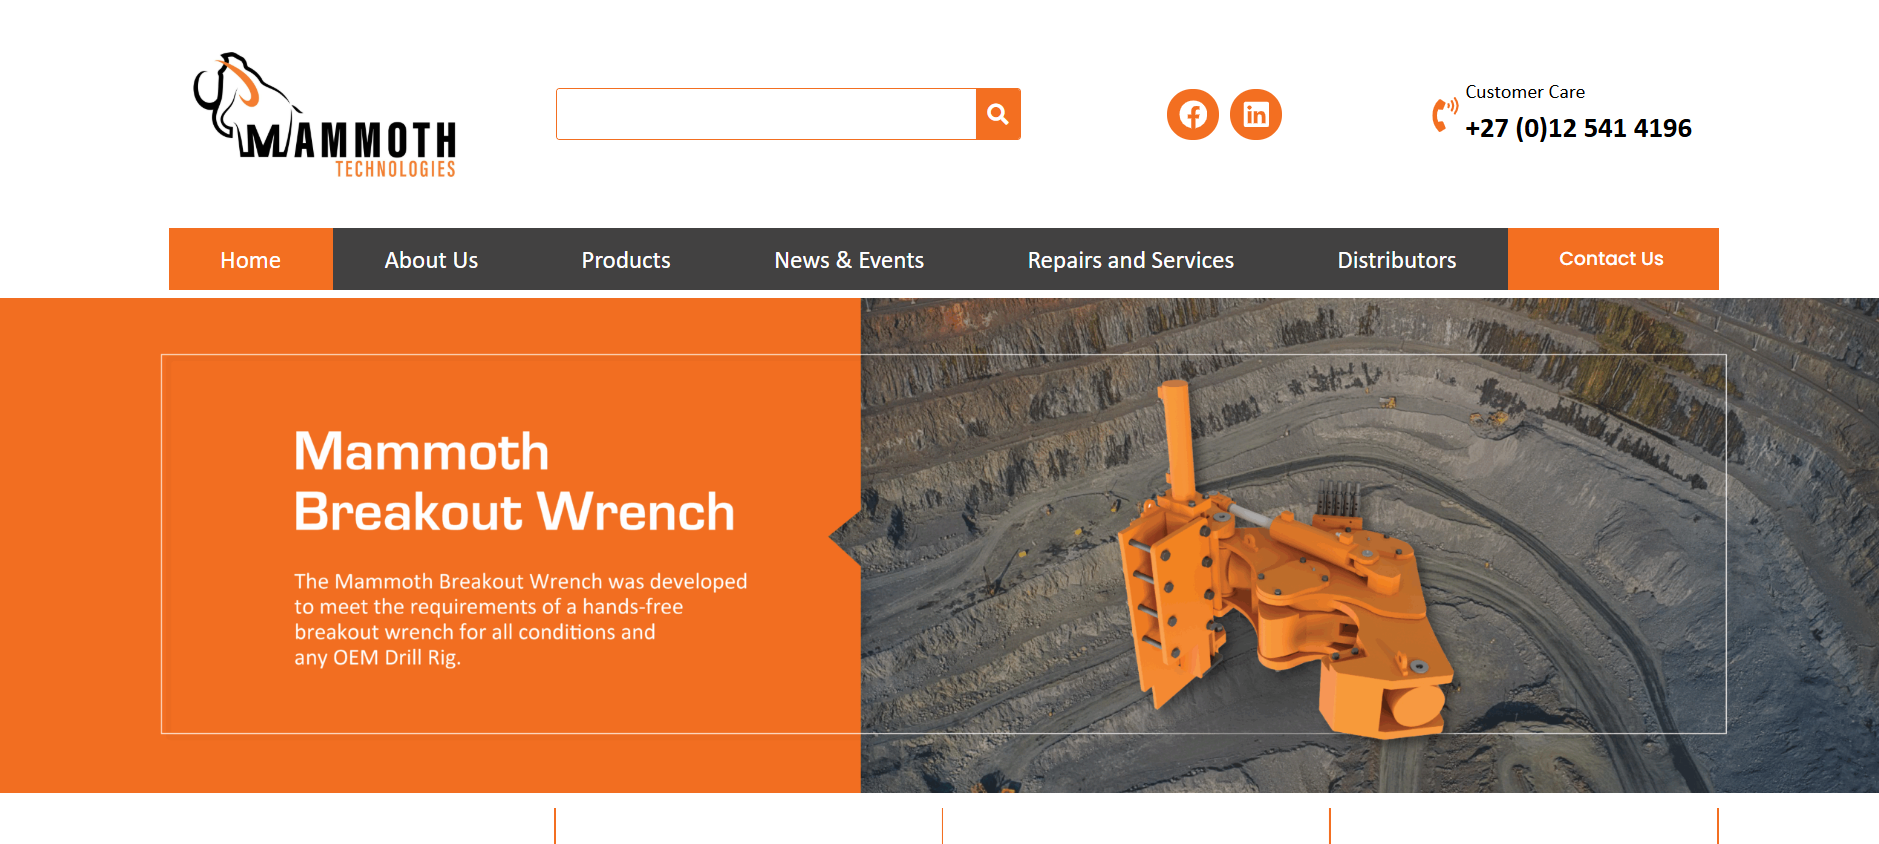 MAMMOTH
TECHNOLOGIES
Customer Care
+27 (0)12 541 4196
Home
About Us
Products
News & Events
Repairs and Services
Distributors
Contact Us
Mammoth
Breakout Wrench
The Mammoth Breakout Wrench was developed
to meet the requirements of a hands-free
breakout wrench for all conditions and
any OEM Drill Rig.